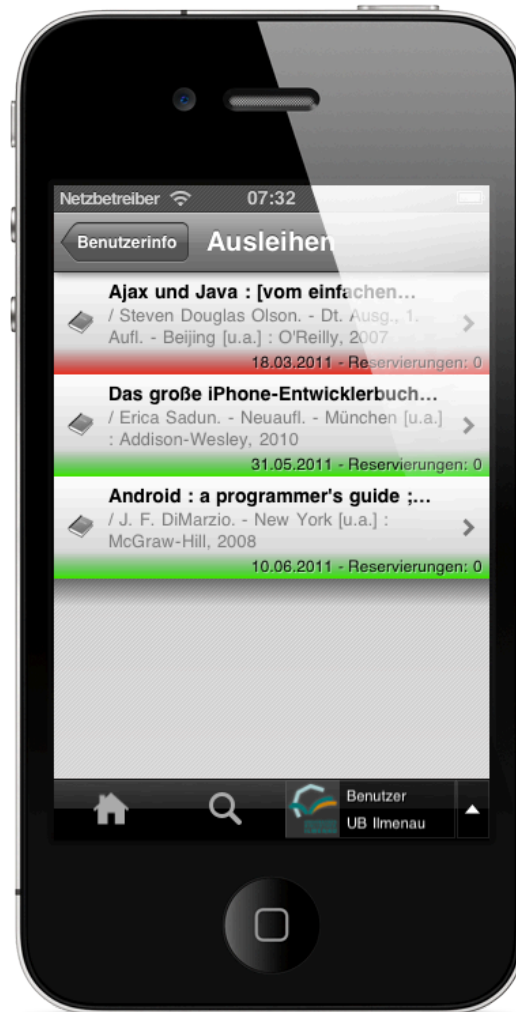 Netzbetreiber 07:32
Benutzerinfo Ausleihen
Ajax und Java : [vom einfachen...
/ Steven Douglas Olson. - Dt. Ausg., 1.
Aufl. - Beijing [u.a.] : O'Reilly, 2007
18.03.2011 - Reservierungen: 0
Das große iPhone-Entwicklerbuch...
/ Erica Sadun. - Neuaufl. - München [u.a.]
: Addison-Wesley, 2010
31.05.2011 - Reservierungen: 0
Android : a programmer's guide ;...
/ J. F. DiMarzio. - New York [u.a.] :
McGraw-Hill, 2008
10.06.2011 - Reservierungen: 0
Benutzer
UB Ilmenau